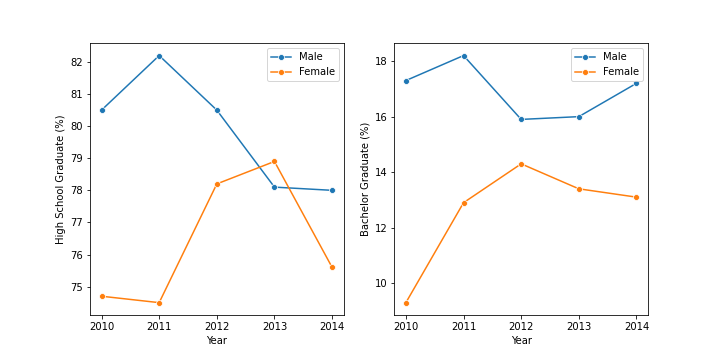 High School Graduate (%)
82
81
80
79
78
77
76
75
2010 2011 2012 2013 2014
Year
Male
Female
Bachelor Graduate (%)
18
16
14
12
10
2010 2011 2012 2013 2014
Year
Male
Female